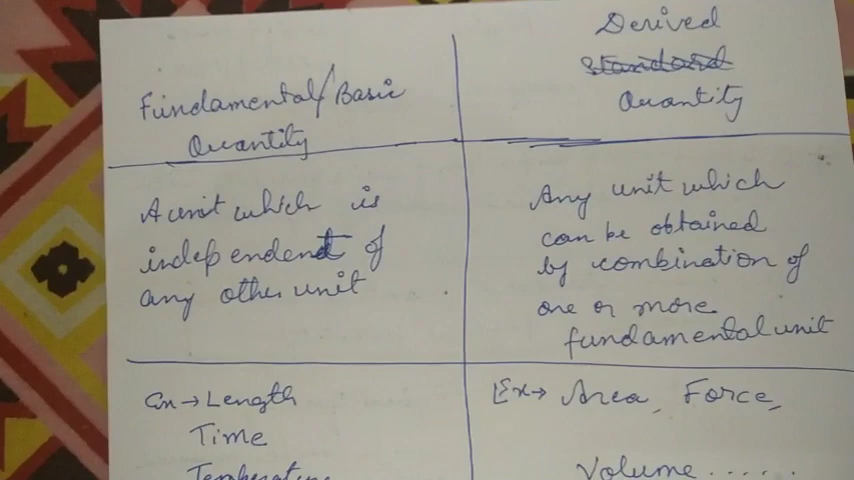 Fundamental/Basic
Quantity
Derived
Standard
Quantity
A unit which is
independent of
any other unit
Any unit which
can be obtained
by combination of
one or more
fundamental unit
Ex→ Length
Time
Temperature
Ex→ Area, Force,
Volume......